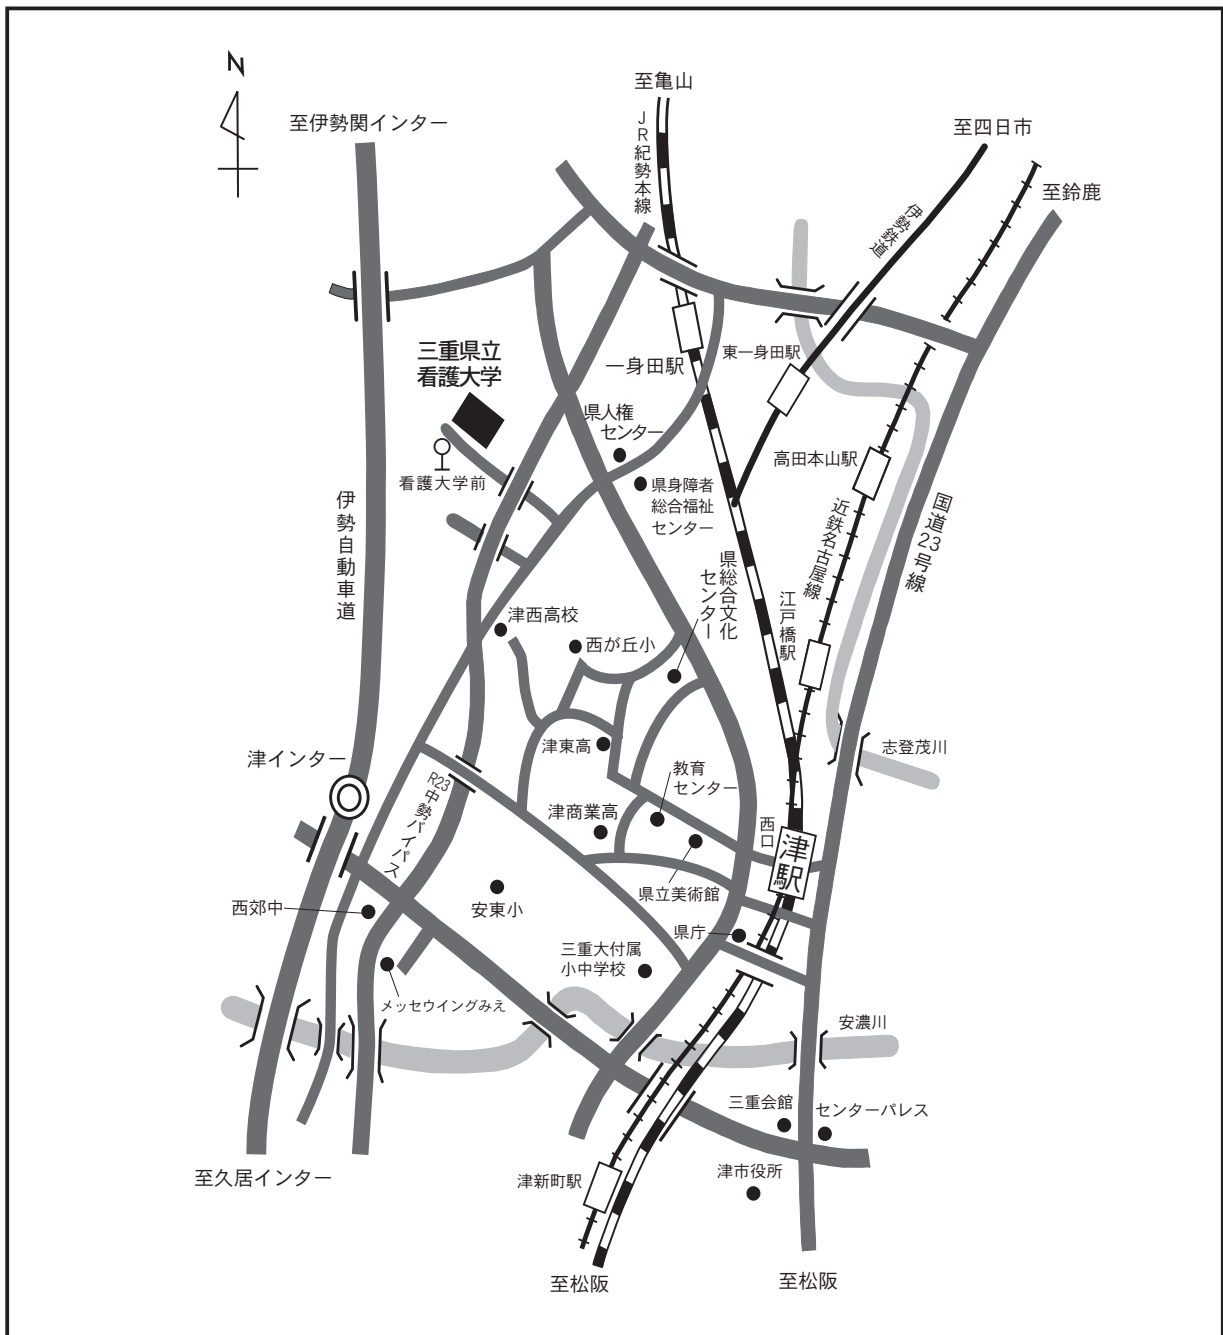 N
至亀山
至伊勢関インター
JR紀勢本線
至四日市
至鈴鹿
伊勢鉄道
三重県立
看護大学
一身田駅
東一身田駅
県人権
センター
高田本山駅
看護大学前
県身障者
総合福祉
センター
伊勢自動車道
近鉄名古屋線
国道23号線
県総合文化
センター
江戸橋駅
津西高校
西が丘小
津東高
志登茂川
津インター
教育
センター
R23
中勢バイパス
津商業高
西口
津駅
県立美術館
西郊中
安東小
県庁
三重大付属
小中学校
メッセウイングみえ
安濃川
三重会館
センターパレス
至久居インター
津新町駅
津市役所
至松阪
至松阪